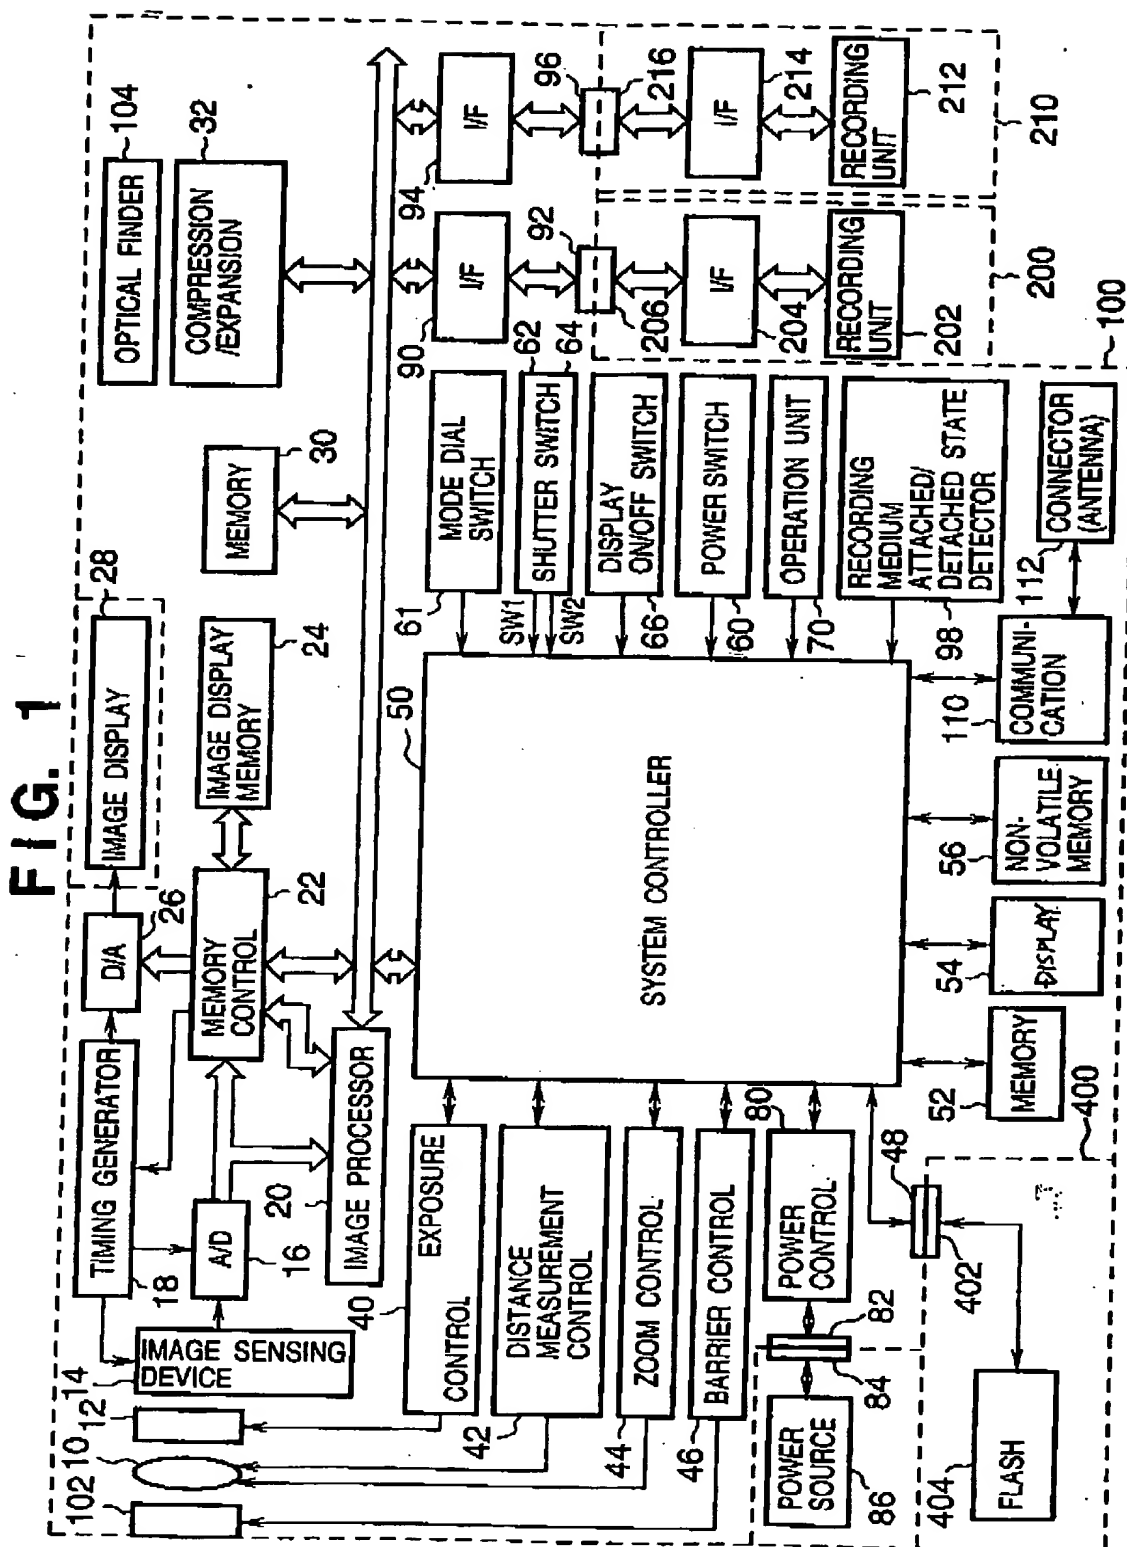 FIG. 1
102
10
12
14
IMAGE SENSING
DEVICE
TIMING GENERATOR
18
A/D
16
D/A
26
IMAGE DISPLAY
28
MEMORY
CONTROL
22
IMAGE DISPLAY
MEMORY
24
20
IMAGE PROCESSOR
MEMORY
30
OPTICAL FINDER
104
COMPRESSION
/EXPANSION
32
40
EXPOSURE
CONTROL
42
DISTANCE
MEASUREMENT
CONTROL
44
ZOOM CONTROL
46
BARRIER CONTROL
80
POWER
CONTROL
82
84
POWER
SOURCE
86
48
402
400
404
FLASH
50
SYSTEM CONTROLLER
52
MEMORY
54
DISPLAY
56
NON-
VOLATILE
MEMORY
110
COMMUNI-
CATION
112
CONNECTOR
(ANTENNA)
61
MODE DIAL
SWITCH
62
64
SW1
SW2
SHUTTER SWITCH
66
DISPLAY
ON/OFF SWITCH
60
POWER SWITCH
70
OPERATION UNIT
98
RECORDING
MEDIUM
ATTACHED/
DETACHED STATE
DETECTOR
100
90
I/F
92
206
I/F
204
RECORDING
UNIT
202
200
94
I/F
96
216
I/F
214
RECORDING
UNIT
212
210